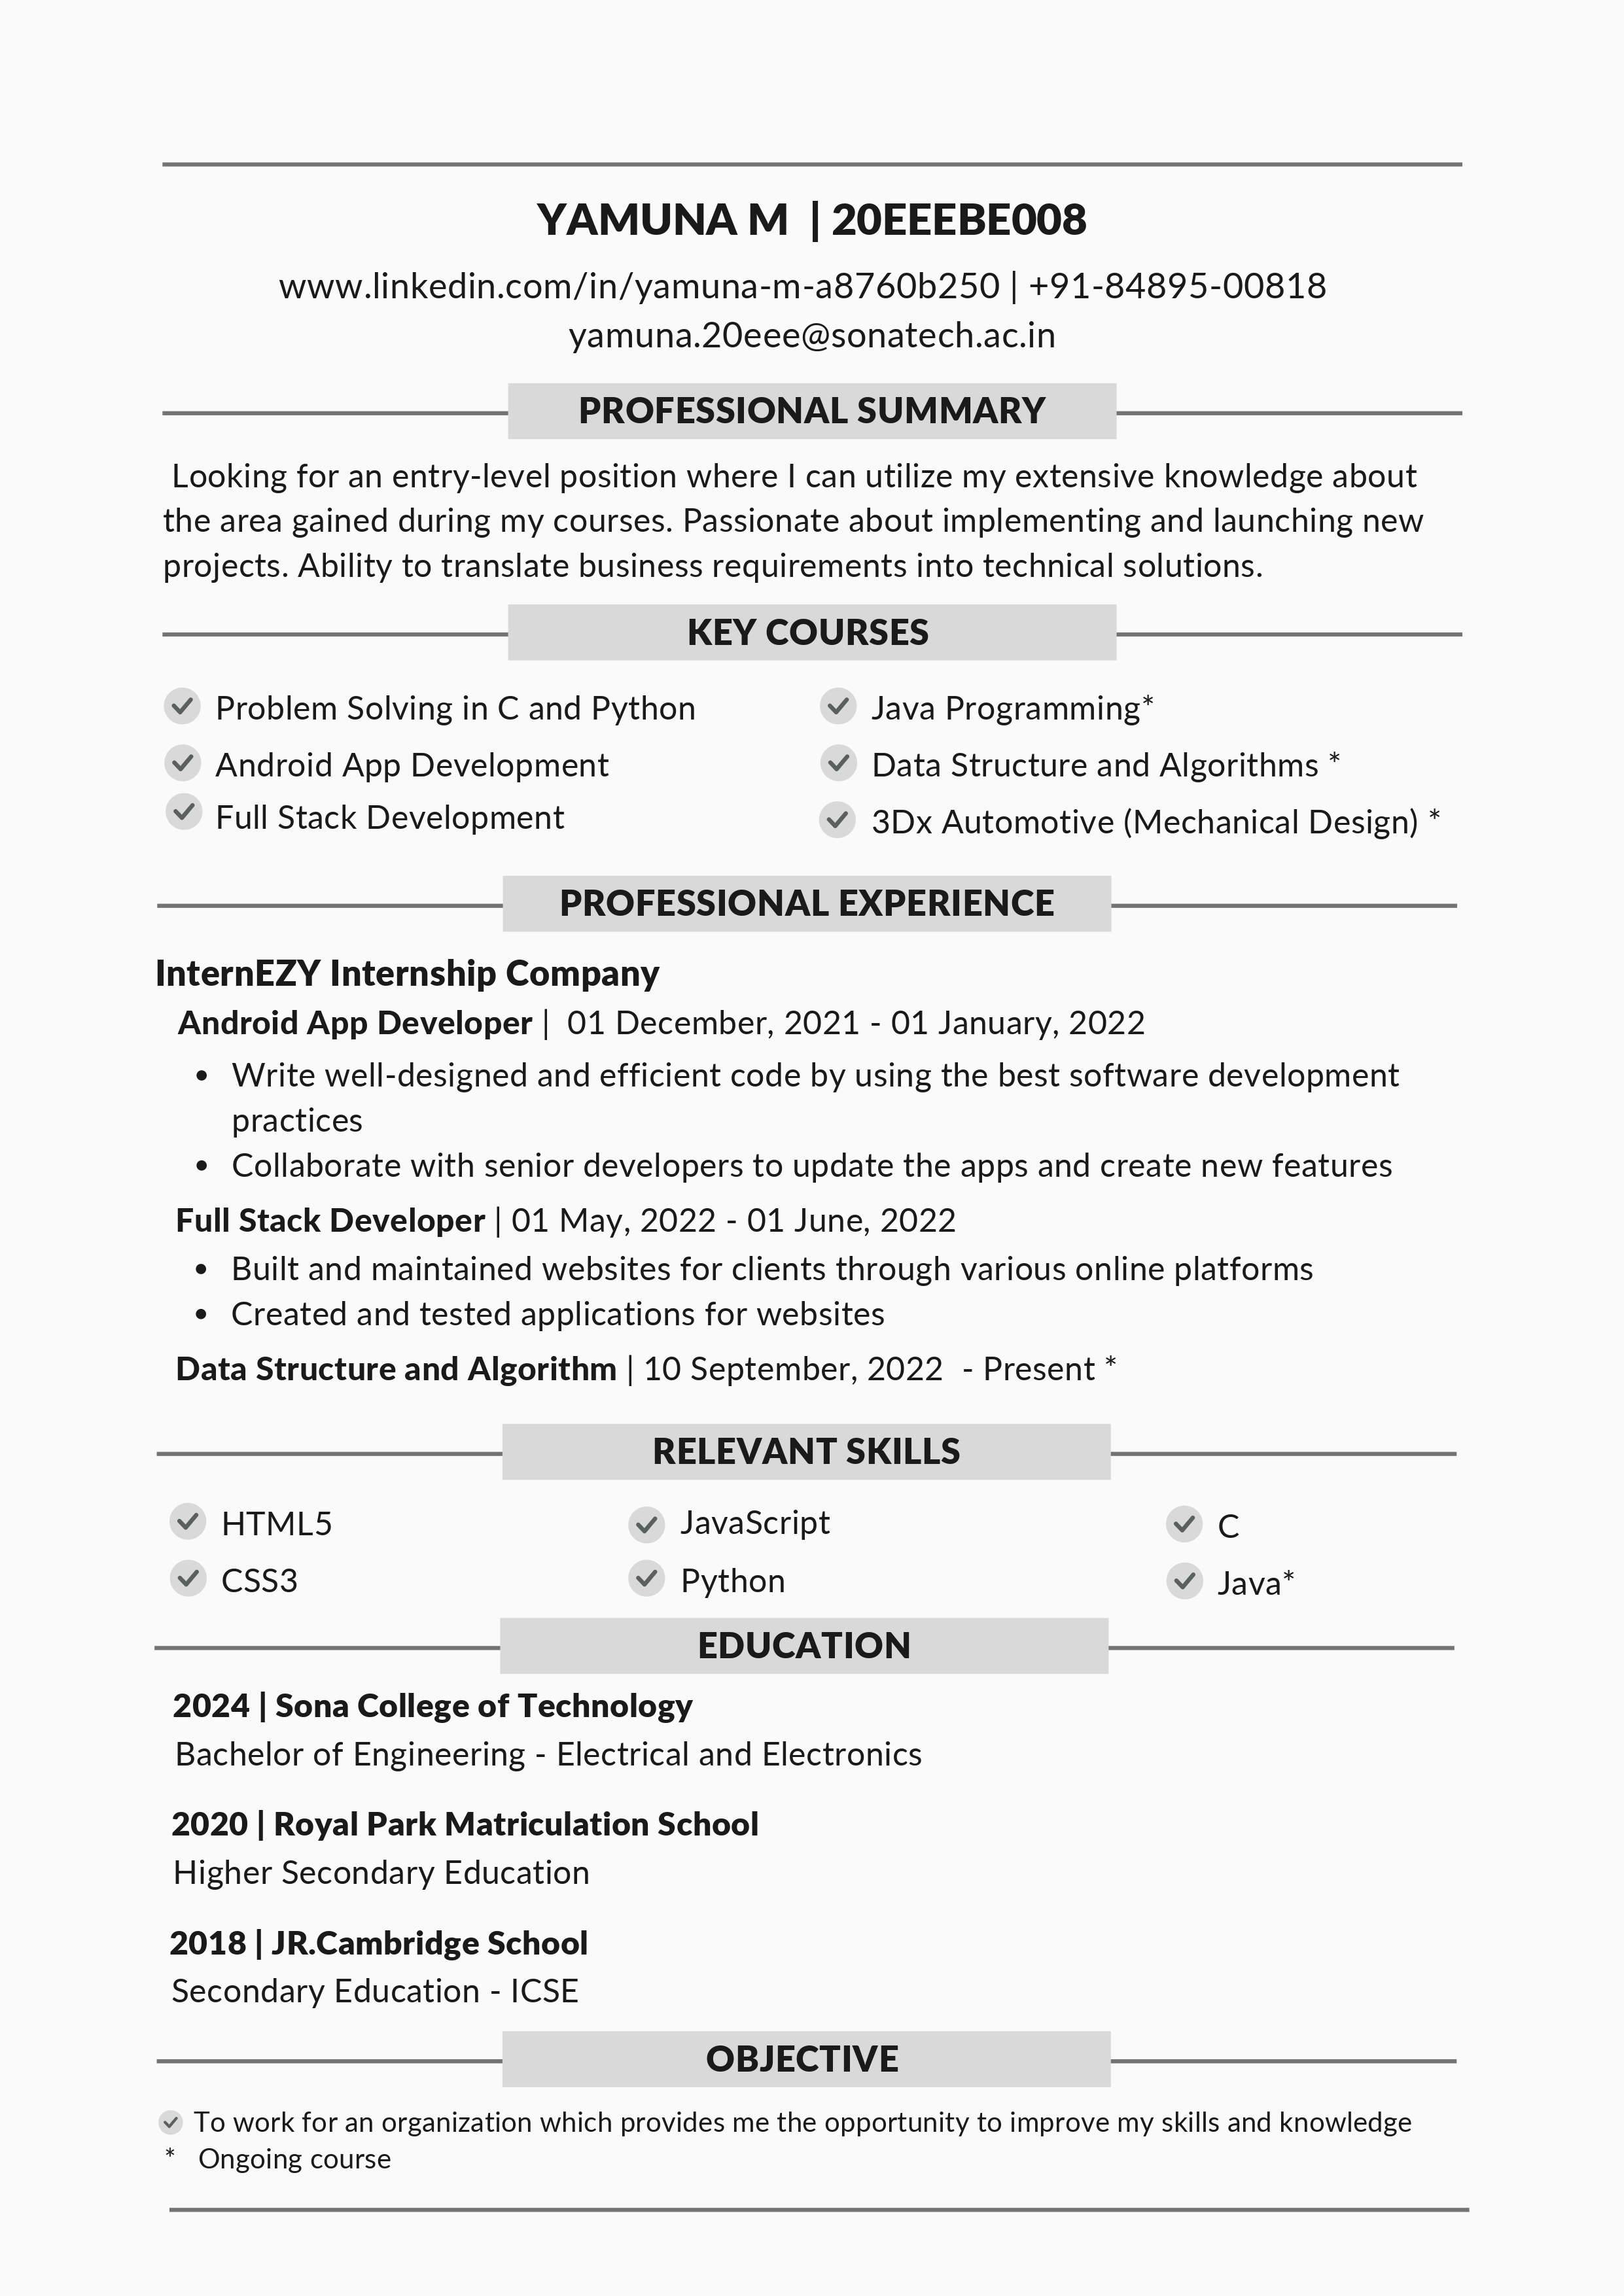 YAMUNA M | 20EEEBE008
www.linkedin.com/in/yamuna-m-a8760b250 | +91-84895-00818
yamuna.20eee@sonatech.ac.in
PROFESSIONAL SUMMARY
Looking for an entry-level position where I can utilize my extensive knowledge about
the area gained during my courses. Passionate about implementing and launching new
projects. Ability to translate business requirements into technical solutions.
KEY COURSES
Problem Solving in C and Python
Android App Development
Full Stack Development
Java Programming*
Data Structure and Algorithms *
3Dx Automotive (Mechanical Design) *
PROFESSIONAL EXPERIENCE
InternEZY Internship Company
Android App Developer | 01 December, 2021 - 01 January, 2022
• Write well-designed and efficient code by using the best software development
practices
• Collaborate with senior developers to update the apps and create new features
Full Stack Developer | 01 May, 2022 - 01 June, 2022
• Built and maintained websites for clients through various online platforms
• Created and tested applications for websites
Data Structure and Algorithm | 10 September, 2022 - Present *
RELEVANT SKILLS
HTML5
CSS3
JavaScript
Python
C
Java*
EDUCATION
2024 | Sona College of Technology
Bachelor of Engineering - Electrical and Electronics
2020 | Royal Park Matriculation School
Higher Secondary Education
2018 | JR.Cambridge School
Secondary Education - ICSE
OBJECTIVE
To work for an organization which provides me the opportunity to improve my skills and knowledge
* Ongoing course